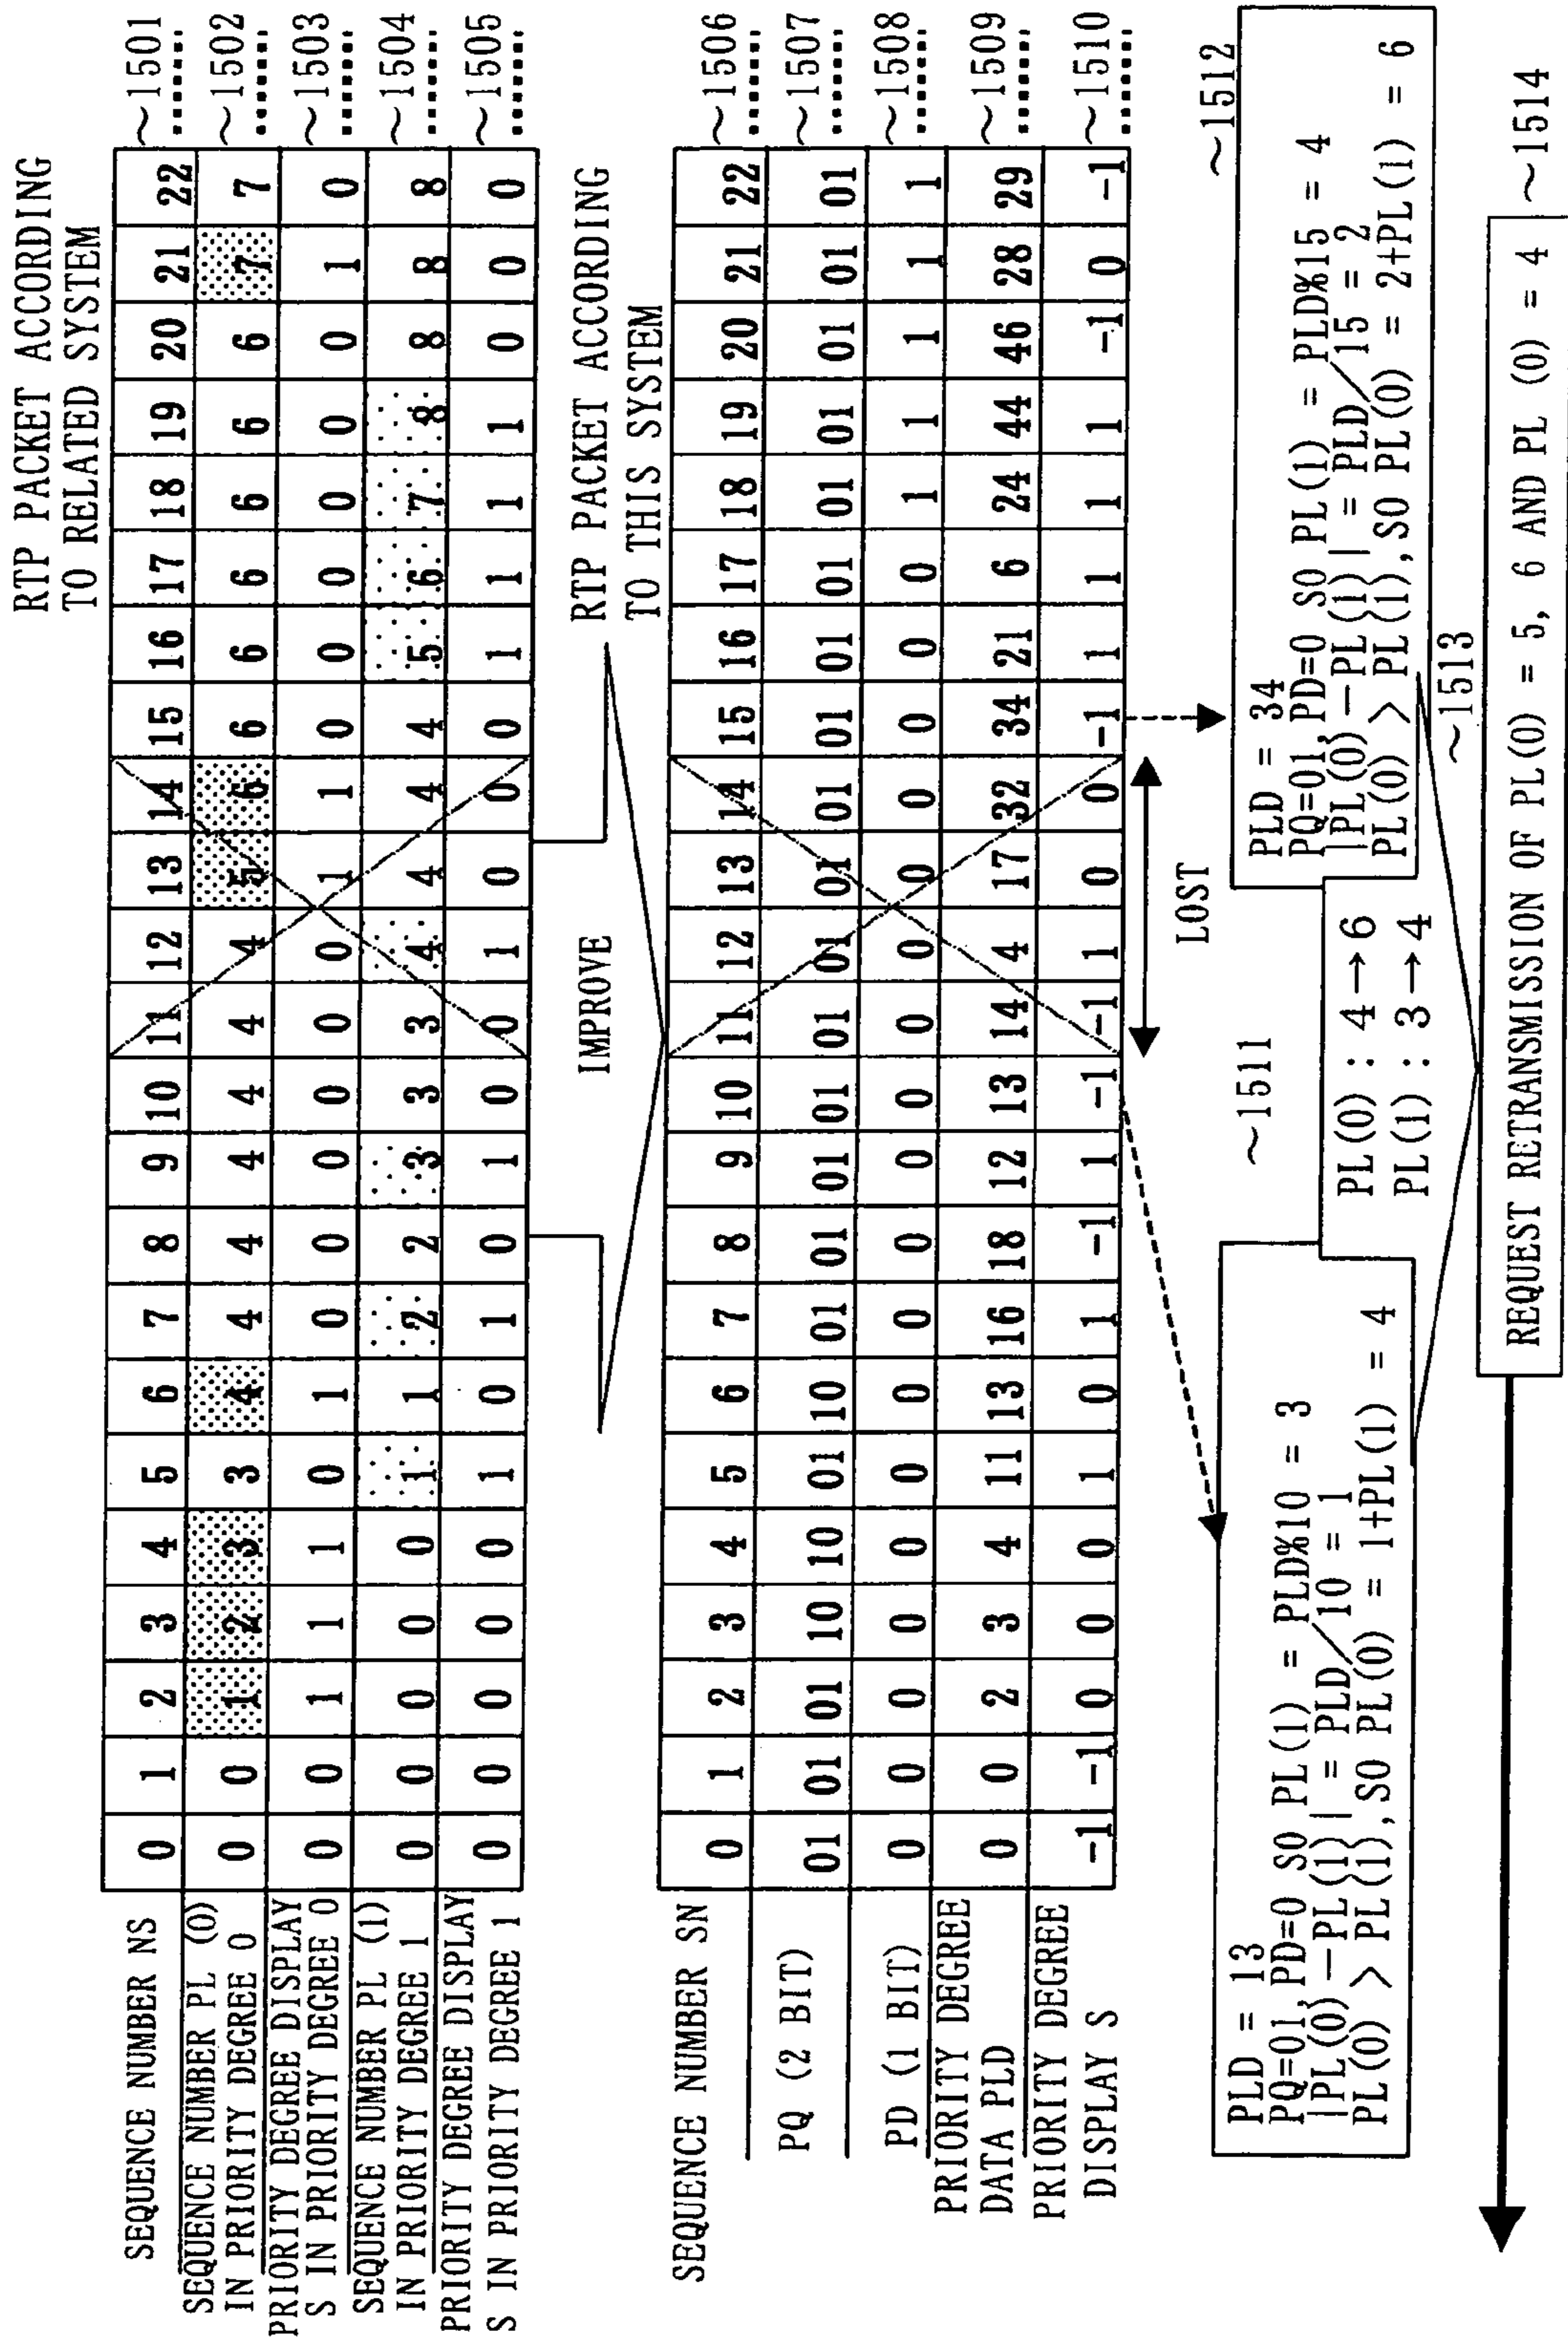 RTP PACKET ACCORDING
TO RELATED SYSTEM
SEQUENCE NUMBER NS 0 1 2 3 4 5 6 7 8 9 10 11 12 13 14 15 16 17 18 19 20 21 22 ~1501
SEQUENCE NUMBER PL (0)
IN PRIORITY DEGREE 0 0 0 1 2 3 3 4 4 4 4 4 4 4 5 6 6 6 6 6 6 6 7 7 ~1502
PRIORITY DEGREE DISPLAY
S IN PRIORITY DEGREE 0 0 0 1 1 1 0 1 0 0 0 0 0 0 1 1 0 0 0 0 0 0 1 0 ~1503
SEQUENCE NUMBER PL (1)
IN PRIORITY DEGREE 1 0 0 0 0 0 1 1 2 2 3 3 3 4 4 4 4 5 6 7 8 8 8 8 ~1504
PRIORITY DEGREE DISPLAY
S IN PRIORITY DEGREE 1 0 0 0 0 0 1 0 1 0 1 0 0 1 0 0 0 1 1 1 1 0 0 0 ~1505
IMPROVE
RTP PACKET ACCORDING
TO THIS SYSTEM
SEQUENCE NUMBER SN 0 1 2 3 4 5 6 7 8 9 10 11 12 13 14 15 16 17 18 19 20 21 22 ~1506
PQ (2 BIT) 01 01 01 10 10 01 10 01 01 01 01 01 01 01 01 01 01 01 01 01 01 01 01 ~1507
PD (1 BIT) 0 0 0 0 0 0 0 0 0 0 0 0 0 0 0 0 0 0 1 1 1 1 1 ~1508
PRIORITY DEGREE
DATA PLD 0 0 2 3 4 11 13 16 18 12 13 14 4 17 32 34 21 6 24 44 46 28 29 ~1509
PRIORITY DEGREE
DISPLAY S -1 -1 0 0 0 1 0 1 -1 1 -1 -1 1 0 0 -1 1 1 1 1 -1 0 -1 ~1510
LOST
~1511
PLD = 13
PQ=01, PD=0 SO PL(1) = PLD%10 = 3
|PL(0)-PL(1)| = PLD/10 = 1
PL(0) > PL(1), SO PL(0) = 1+PL(1) = 4
~1512
PLD = 34
PQ=01, PD=0 SO PL(1) = PLD%15 = 4
|PL(0)-PL(1)| = PLD/15 = 2
PL(0) > PL(1), SO PL(0) = 2+PL(1) = 6
~1513
PL(0) : 4→6
PL(1) : 3→4
REQUEST RETRANSMISSION OF PL(0) = 5, 6 AND PL (0) = 4 ~1514